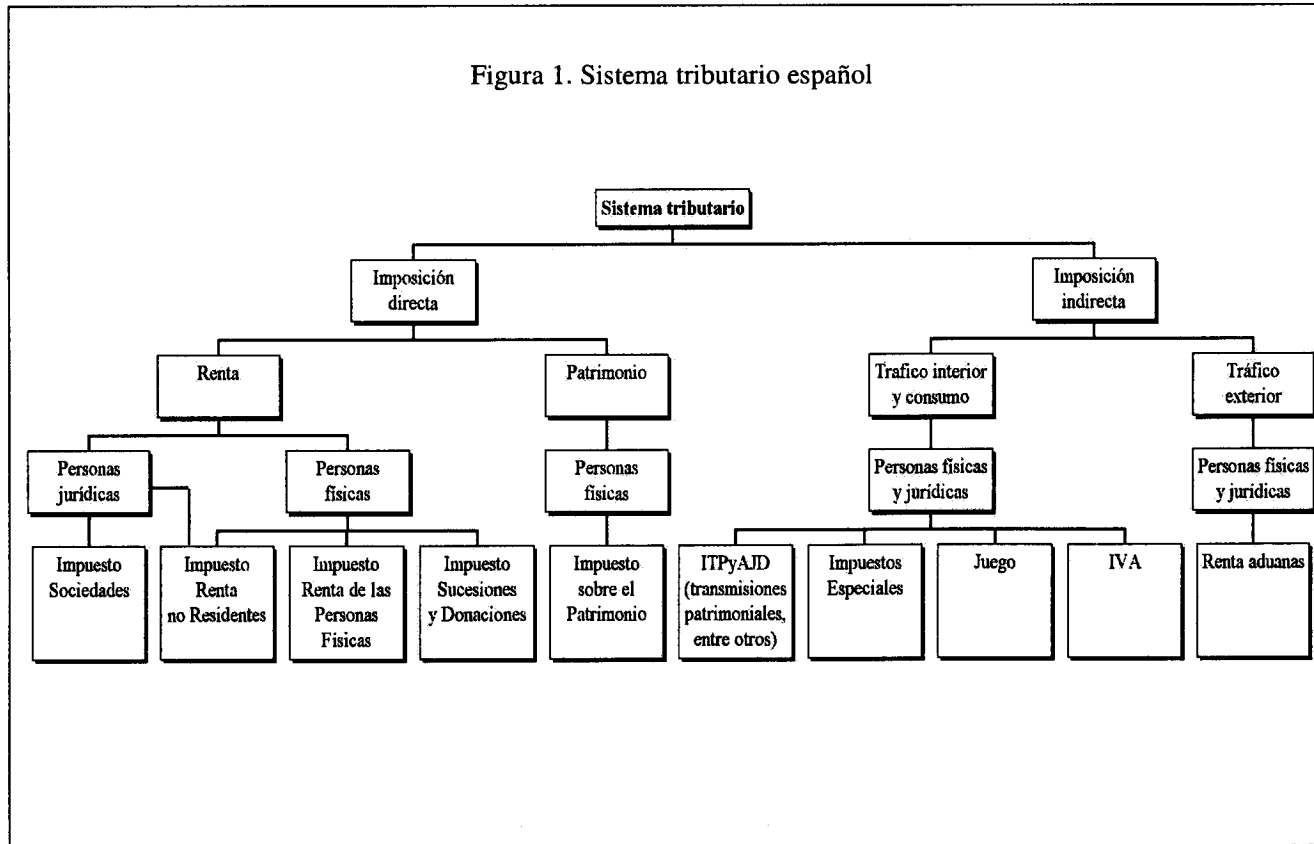 Figura 1. Sistema tributario español
Sistema tributario
Imposición
directa
Imposición
indirecta
Renta
Patrimonio
Trafico interior
y consumo
Tráfico
exterior
Personas
jurídicas
Personas
físicas
Personas
físicas
Personas físicas
y jurídicas
Personas físicas
y jurídicas
Impuesto
Sociedades
Impuesto
Renta
no Residentes
Impuesto
Renta de las
Personas
Fisicas
Impuesto
Sucesiones
y Donaciones
Impuesto
sobre el
Patrimonio
ITPyAJD
(transmisiones
patrimoniales,
entre otros)
Impuestos
Especiales
Juego
IVA
Renta aduanas